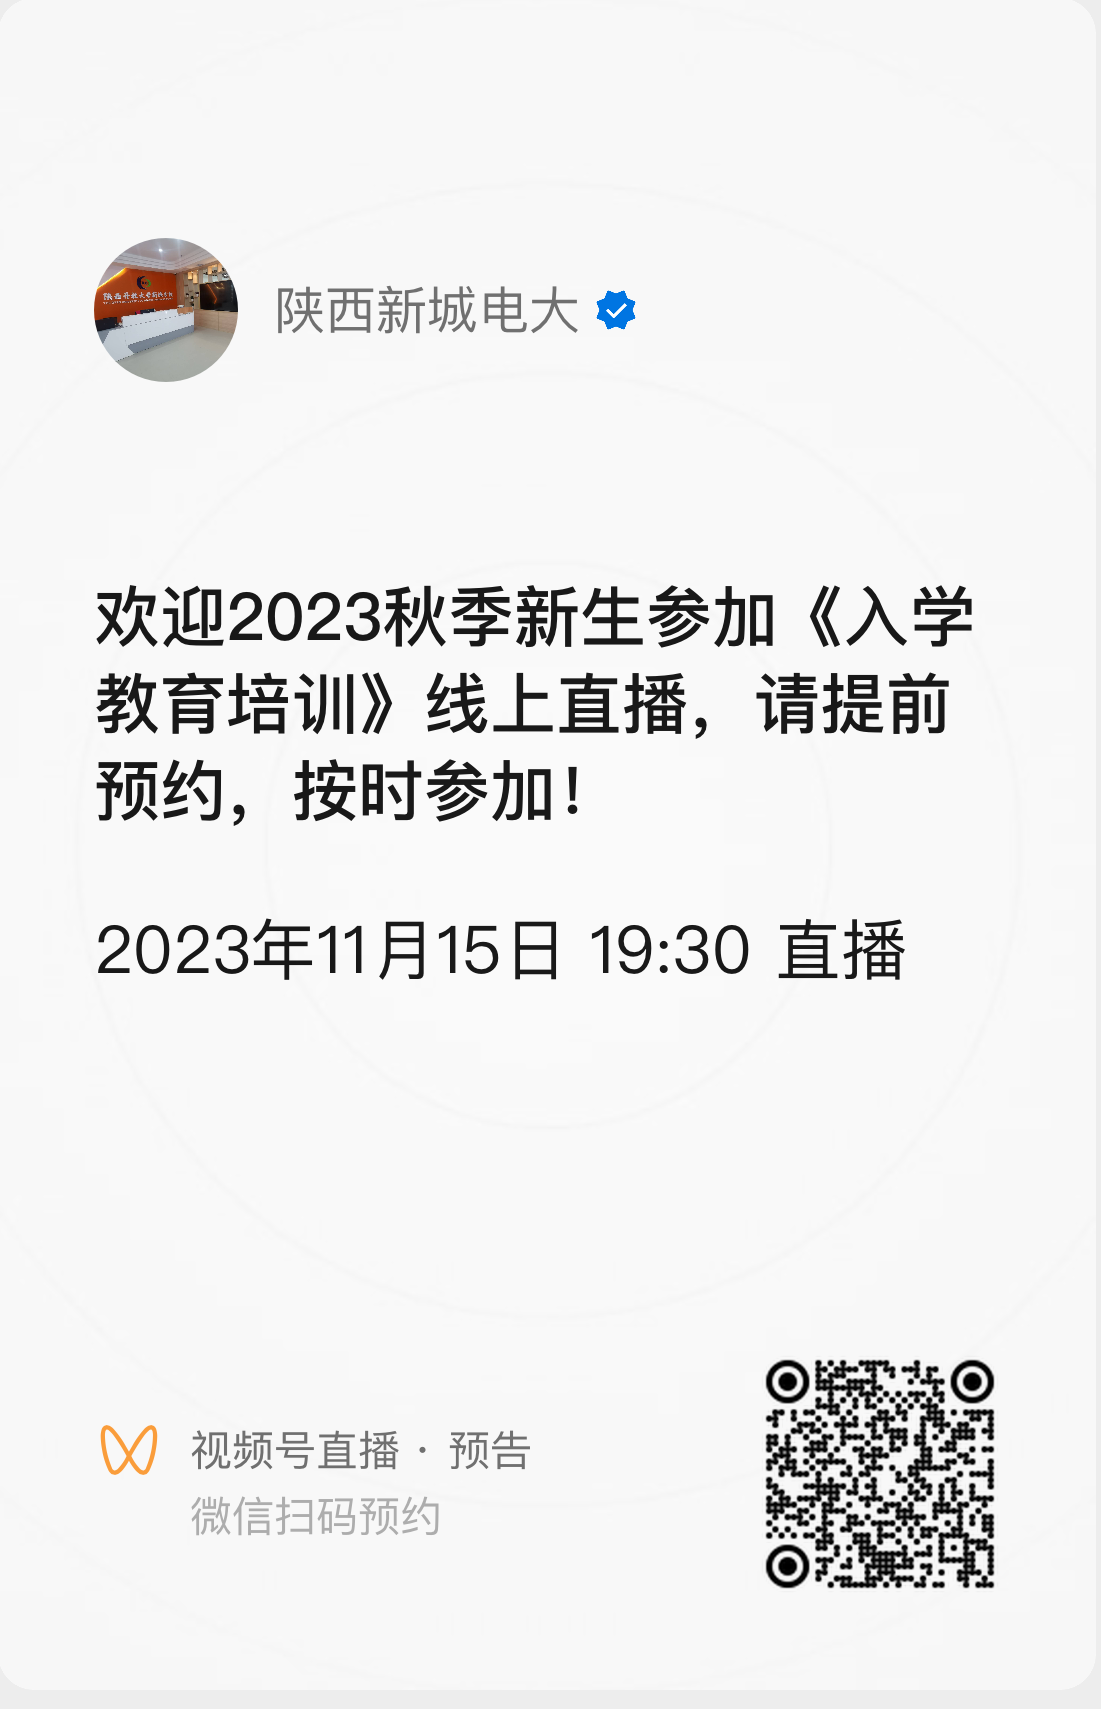 陕西新城电大
欢迎2023秋季新生参加《入学
教育培训》线上直播，请提前
预约，按时参加！
2023年11月15日 19:30 直播
视频号直播 · 预告
微信扫码预约